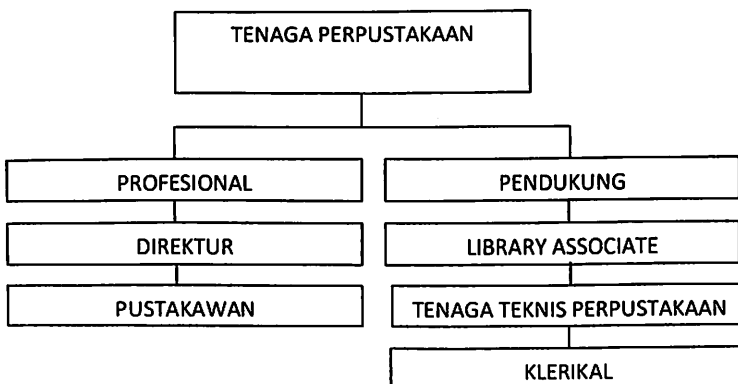 TENAGA PERPUSTAKAAN
PROFESIONAL
PENDUKUNG
DIREKTUR
LIBRARY ASSOCIATE
PUSTAKAWAN
TENAGA TEKNIS PERPUSTAKAAN
KLERIKAL